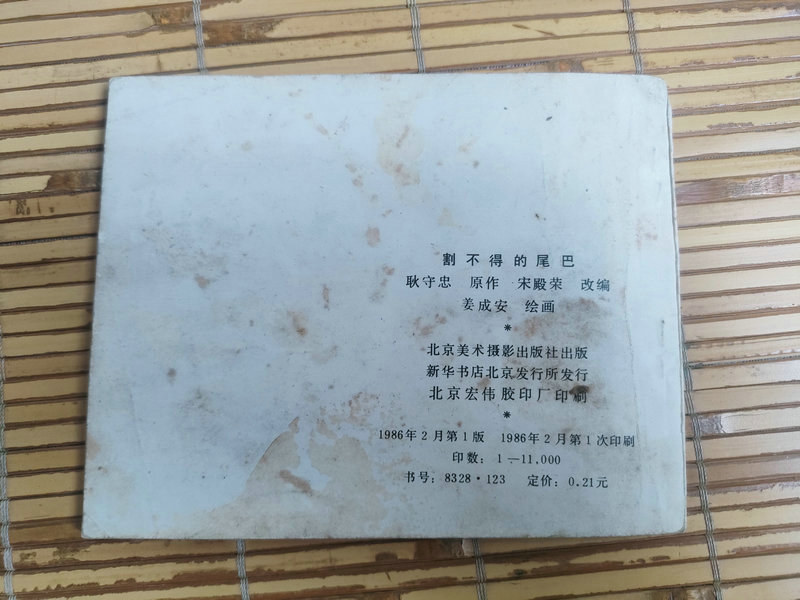 割不得的尾巴
耿守忠 原作 宋殿荣 改编
姜成安 绘画
*
北京美术摄影出版社出版
新华书店北京发行所发行
北京宏伟胶印厂印刷
*
1986年2月第1版 1986年2月第1次印刷
印数：1—11,000
书号：8328·123 定价：0.21元